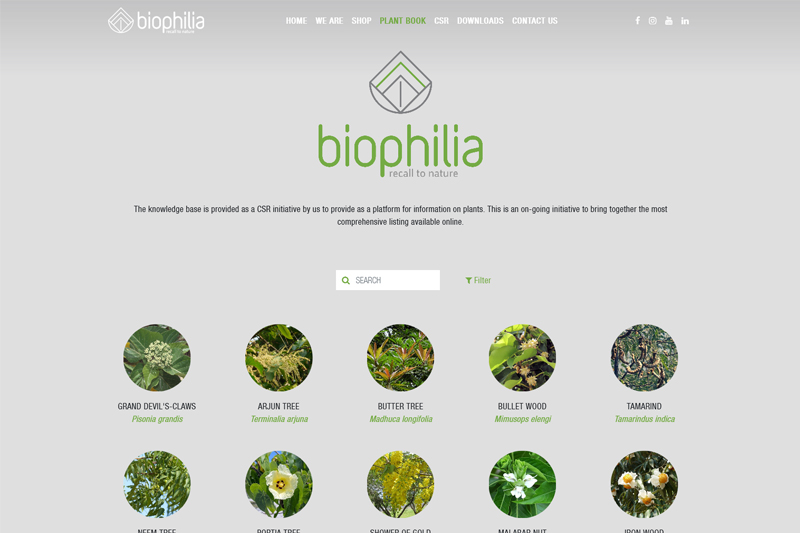 biophilia
recall to nature
HOME WE ARE SHOP PLANT BOOK CSR DOWNLOADS CONTACT US
biophilia
recall to nature
The knowledge base is provided as a CSR initiative by us to provide as a platform for information on plants. This is an on-going initiative to bring together the most
comprehensive listing available online.
SEARCH Filter
GRAND DEVIL'S-CLAWS ARJUN TREE BUTTER TREE BULLET WOOD TAMARIND
Pisonia grandis Terminalia arjuna Madhuca longifolia Mimusops elengi Tamarindus indica
NEEM TREE PORTIA TREE SHOWER OF GOLD MALABAR NUT IRON WOOD